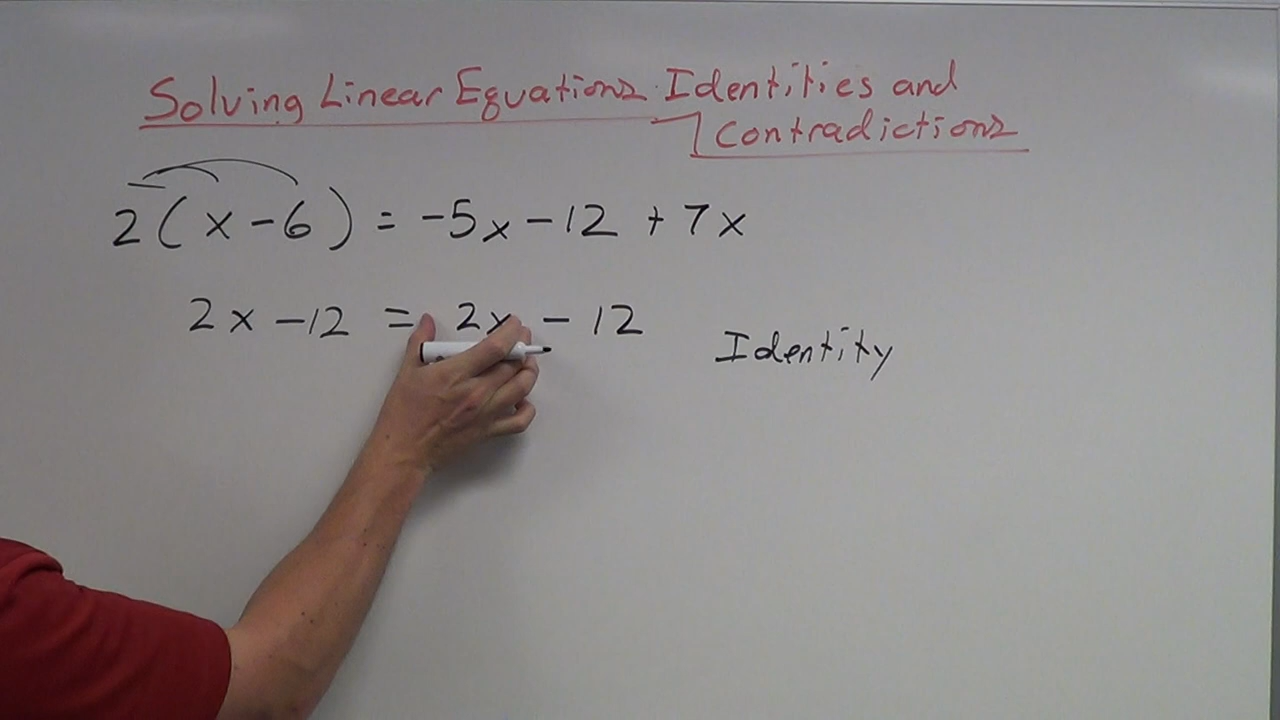 Solving Linear Equations: Identities and
Contradictions
2(x-6) = -5x-12 + 7x
2x -12 = 2x - 12
Identity